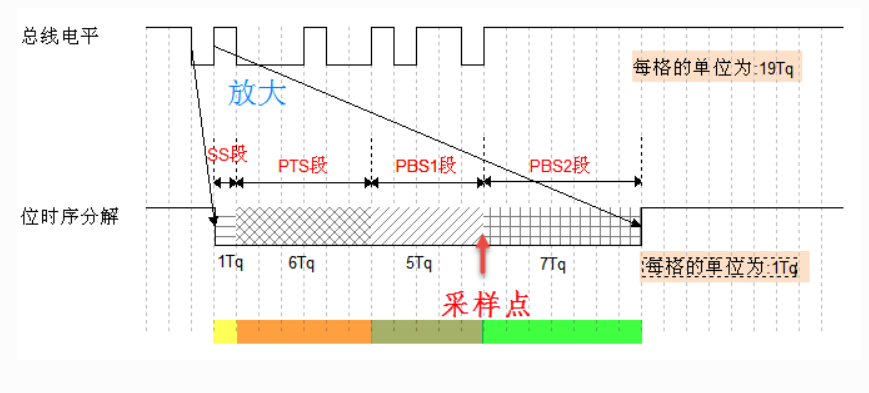 总线电平
每格的单位为:19Tq
放大
SS段
PTS段
PBS1段
PBS2段
位时序分解
1Tq
6Tq
5Tq
7Tq
每格的单位为:1Tq
采样点